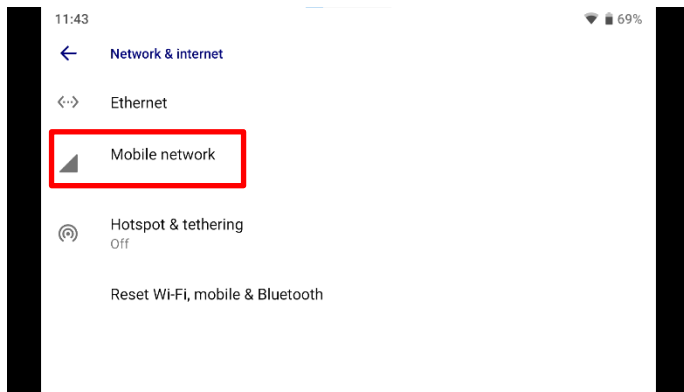 11:43
69%
Network & internet
Ethernet
Mobile network
Hotspot & tethering
Off
Reset Wi-Fi, mobile & Bluetooth